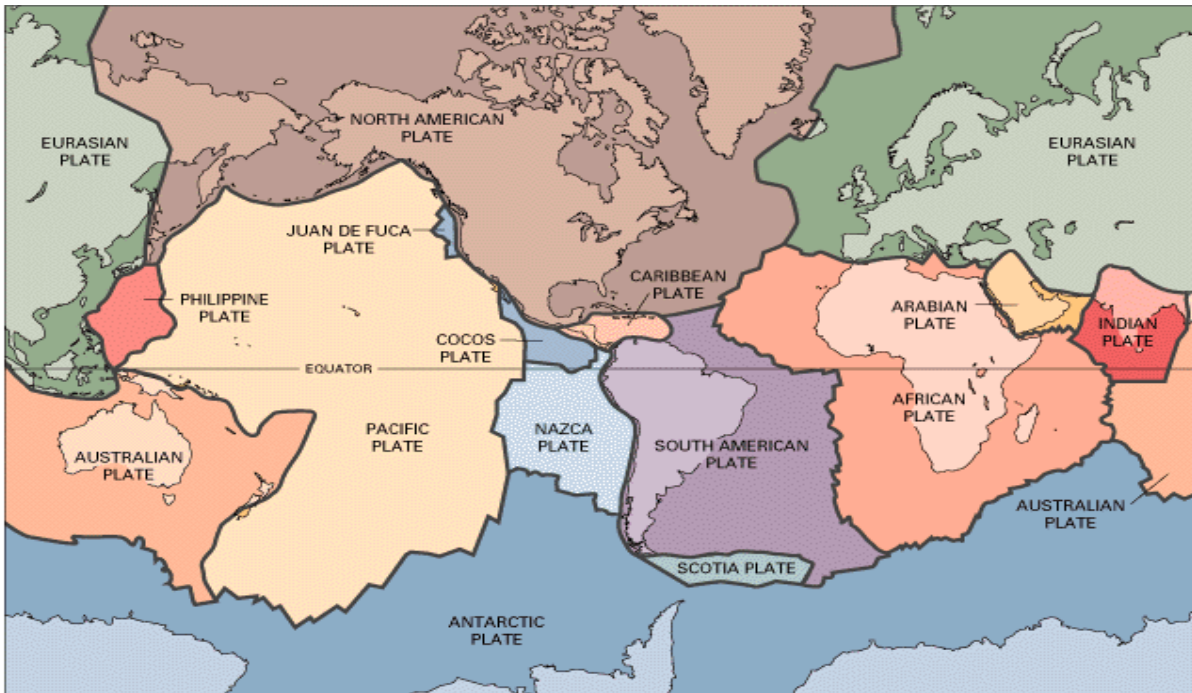 NORTH AMERICAN
PLATE
EURASIAN
PLATE
EURASIAN
PLATE
JUAN DE FUCA
PLATE
CARIBBEAN
PLATE
PHILIPPINE
PLATE
ARABIAN
PLATE
INDIAN
PLATE
COCOS
PLATE
EQUATOR
AFRICAN
PLATE
PACIFIC
PLATE
NAZCA
PLATE
SOUTH AMERICAN
PLATE
AUSTRALIAN
PLATE
AUSTRALIAN
PLATE
SCOTIA PLATE
ANTARCTIC
PLATE